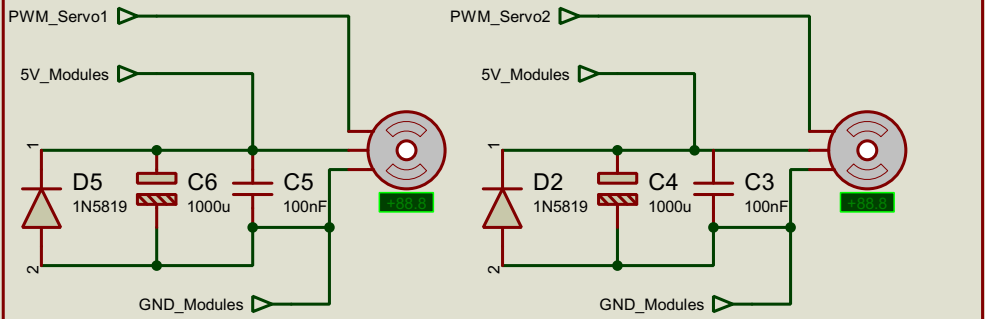 PWM_Servo1
PWM_Servo2
5V_Modules
5V_Modules
1
1
D5
1N5819
C6
1000u
C5
100nF
+88.8
D2
1N5819
C4
1000u
C3
100nF
+88.8
2
2
GND_Modules
GND_Modules